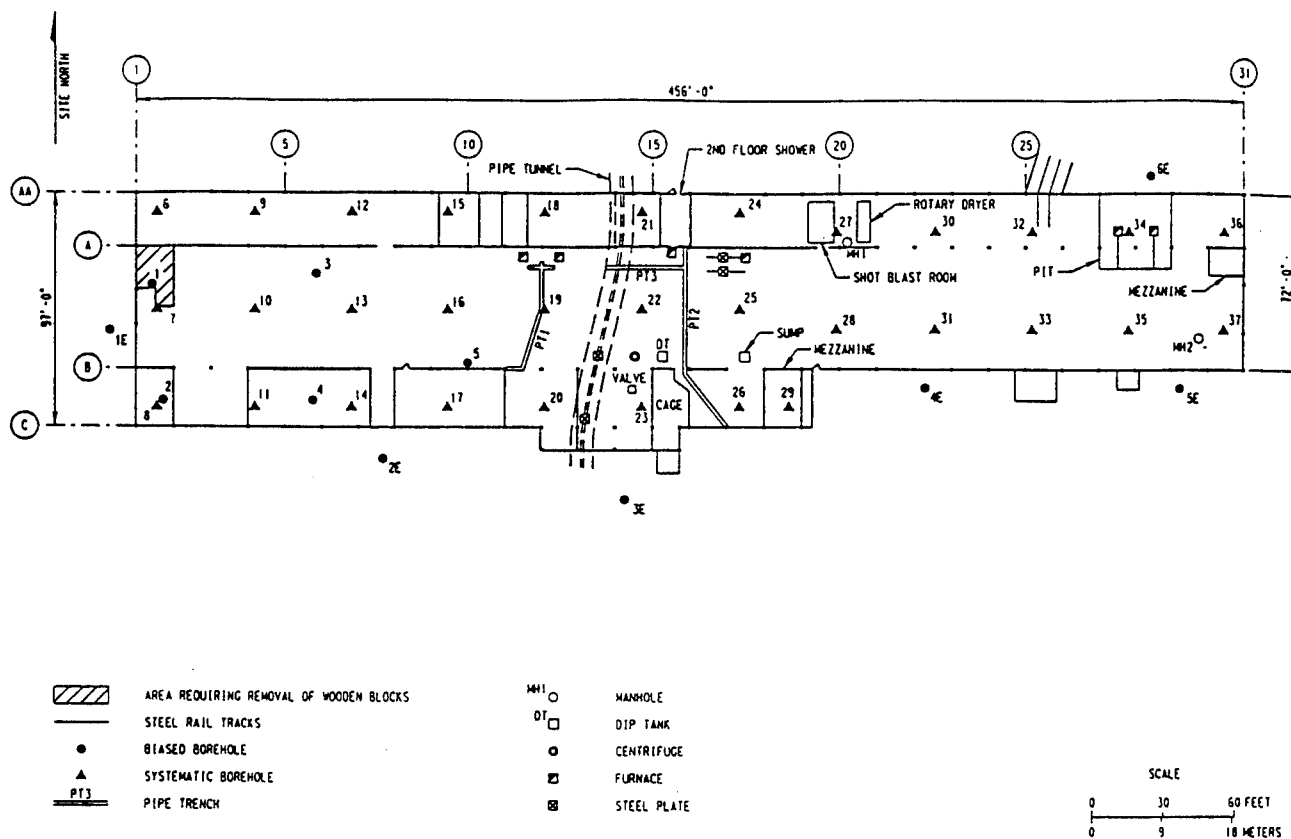 SITE NORTH
1
31
456'-0"
5
10
15
20
25
2ND FLOOR SHOWER
PIPE TUNNEL
6E
AA
6
9
12
15
18
21
24
27
ROTARY DRYER
30
32
34
36
MH1
A
1
3
PT3
SHOT BLAST ROOM
PIT
MEZZANINE
97'-0"
72'-0"
7
10
13
16
19
22
PT2
25
28
31
33
35
37
1E
PT1
SUMP
MH2
DT
MEZZANINE
B
5
VALVE
2
8
11
4
14
17
20
23
CAGE
26
29
4E
5E
C
2E
3E
AREA REQUIRING REMOVAL OF WOODEN BLOCKS
STEEL RAIL TRACKS
BIASED BOREHOLE
SYSTEMATIC BOREHOLE
PT3
PIPE TRENCH
MH1
MANHOLE
DT
DIP TANK
CENTRIFUGE
FURNACE
STEEL PLATE
SCALE
0 30 60 FEET
0 9 18 METERS